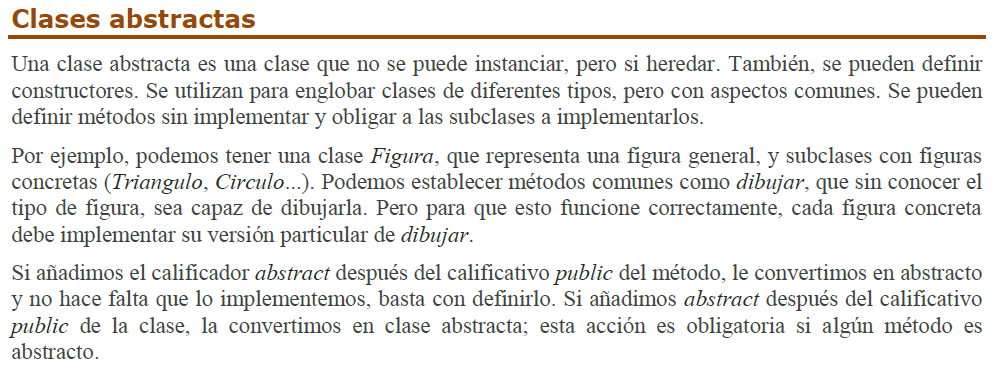 Clases abstractas
Una clase abstracta es una clase que no se puede instanciar, pero si heredar. También, se pueden definir
constructores. Se utilizan para englobar clases de diferentes tipos, pero con aspectos comunes. Se pueden
definir métodos sin implementar y obligar a las subclases a implementarlos.
Por ejemplo, podemos tener una clase Figura, que representa una figura general, y subclases con figuras
concretas (Triangulo, Circulo...). Podemos establecer métodos comunes como dibujar, que sin conocer el
tipo de figura, sea capaz de dibujarla. Pero para que esto funcione correctamente, cada figura concreta
debe implementar su versión particular de dibujar.
Si añadimos el calificador abstract después del calificativo public del método, le convertimos en abstracto
y no hace falta que lo implementemos, basta con definirlo. Si añadimos abstract después del calificativo
public de la clase, la convertimos en clase abstracta; esta acción es obligatoria si algún método es
abstracto.